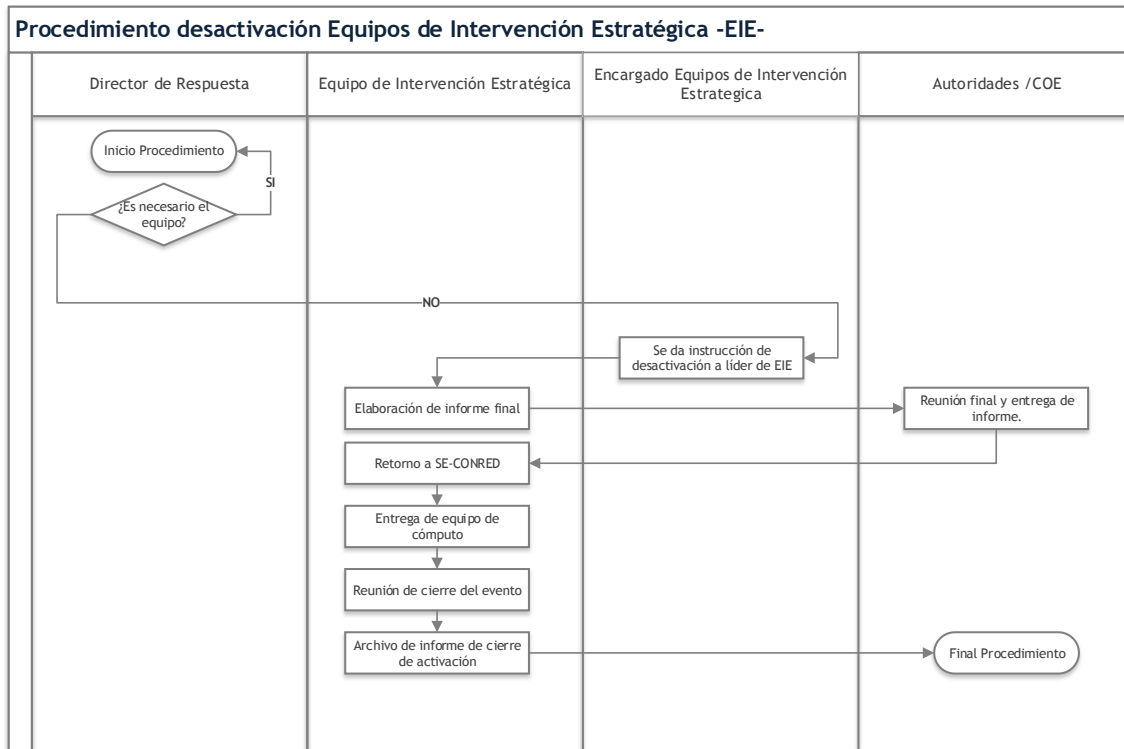 Procedimiento desactivación Equipos de Intervención Estratégica -EIE-
Director de Respuesta
Equipo de Intervención Estratégica
Encargado Equipos de Intervención
Estrategica
Autoridades /COE
Inicio Procedimiento
SI
¿Es necesario el
equipo?
NO
Se da instrucción de
desactivación a líder de EIE
Elaboración de informe final
Reunión final y entrega de
informe.
Retorno a SE-CONRED
Entrega de equipo de
cómputo
Reunión de cierre del evento
Archivo de informe de cierre
de activación
Final Procedimiento